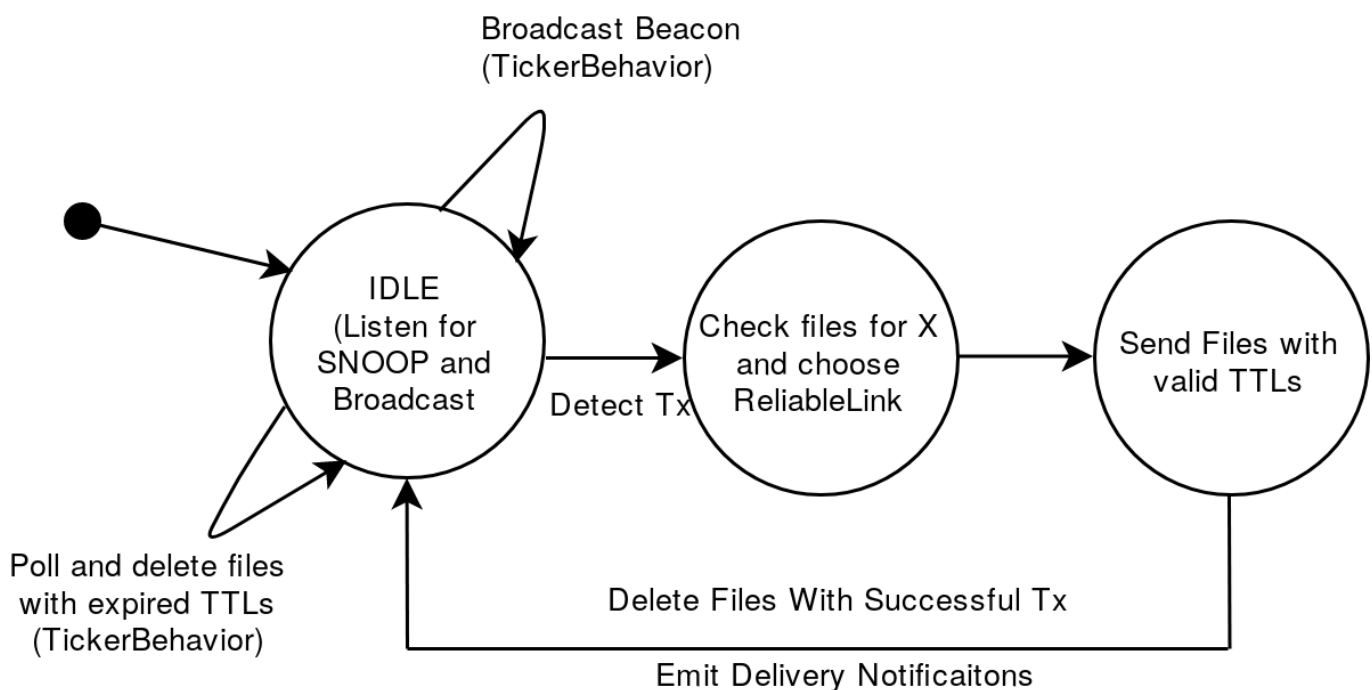 Broadcast Beacon
(TickerBehavior)
IDLE
(Listen for
SNOOP and
Broadcast
Detect Tx
Check files for X
and choose
ReliableLink
Send Files with
valid TTLs
Poll and delete files
with expired TTLs
(TickerBehavior)
Delete Files With Successful Tx
Emit Delivery Notificaitons